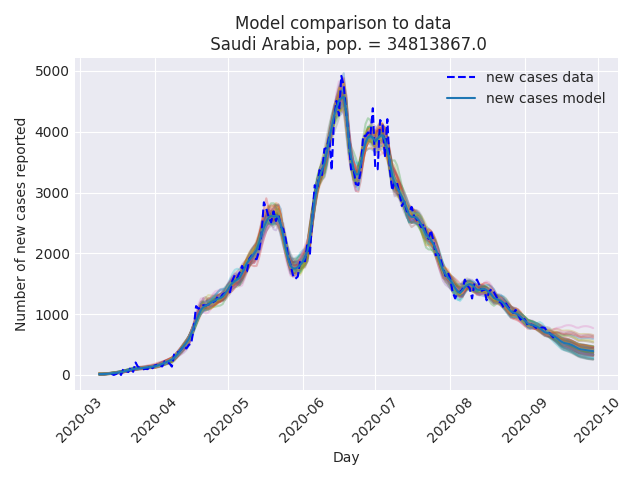 Model comparison to data
Saudi Arabia, pop. = 34813867.0
new cases data
new cases model
Number of new cases reported
5000
4000
3000
2000
1000
0
2020-03
2020-04
2020-05
2020-06
2020-07
2020-08
2020-09
2020-10
Day